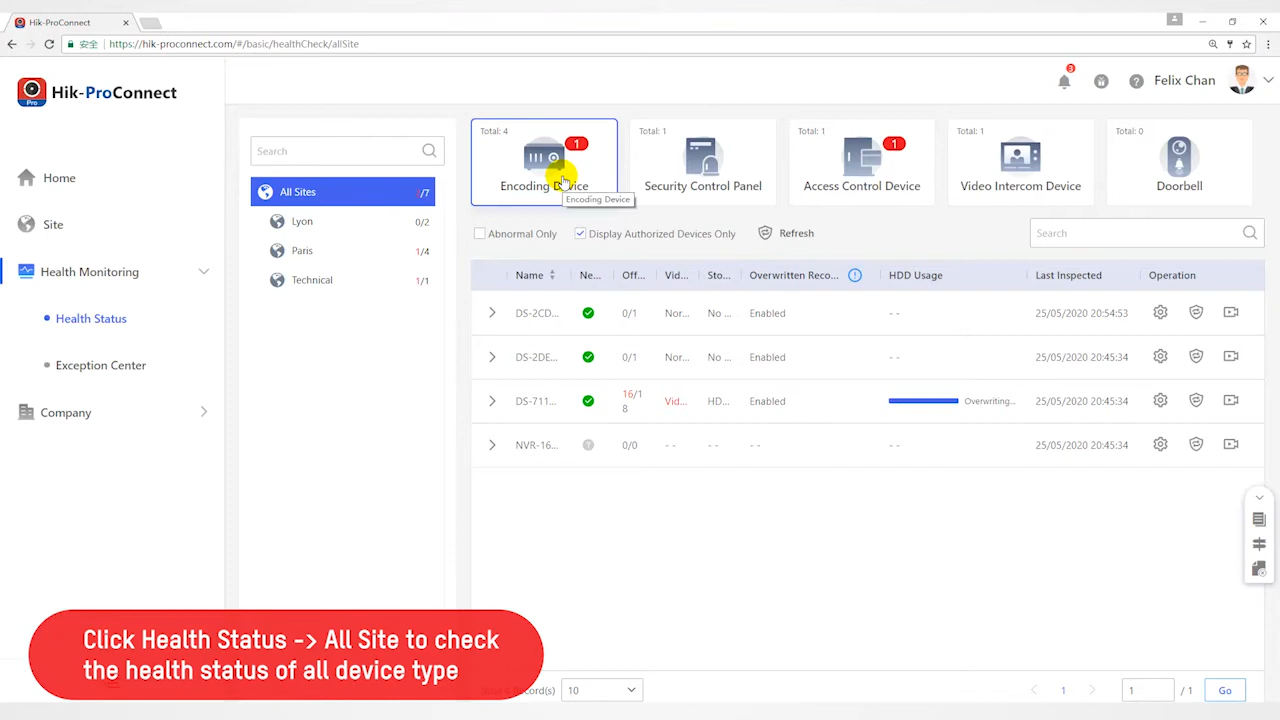 Hik-ProConnect
安全 https://hik-proconnect.com/#/basic/healthCheck/allSite
Pro
Hik-ProConnect
3
Felix Chan
Home
Site
Health Monitoring
Health Status
Exception Center
Company
Search
All Sites /7
Lyon 0/2
Paris 1/4
Technical 1/1
Total: 4
1
Encoding Device
Encoding Device
Total: 1
Security Control Panel
Total: 1
1
Access Control Device
Total: 1
Video Intercom Device
Total: 0
Doorbell
Abnormal Only
Display Authorized Devices Only
Refresh
Search
Name Ne... Off... Vid... Sto... Overwritten Reco... HDD Usage Last Inspected Operation
DS-2CD... 0/1 Nor... No ... Enabled - - 25/05/2020 20:54:53
DS-2DE... 0/1 Nor... No ... Enabled - - 25/05/2020 20:45:34
DS-711... 16/1
8 Vid... HD... Enabled Overwriting... 25/05/2020 20:45:34
NVR-16... 0/0 - - - - - - - - 25/05/2020 20:45:34
Click Health Status -> All Site to check
the health status of all device type
10
1
1 / 1 Go